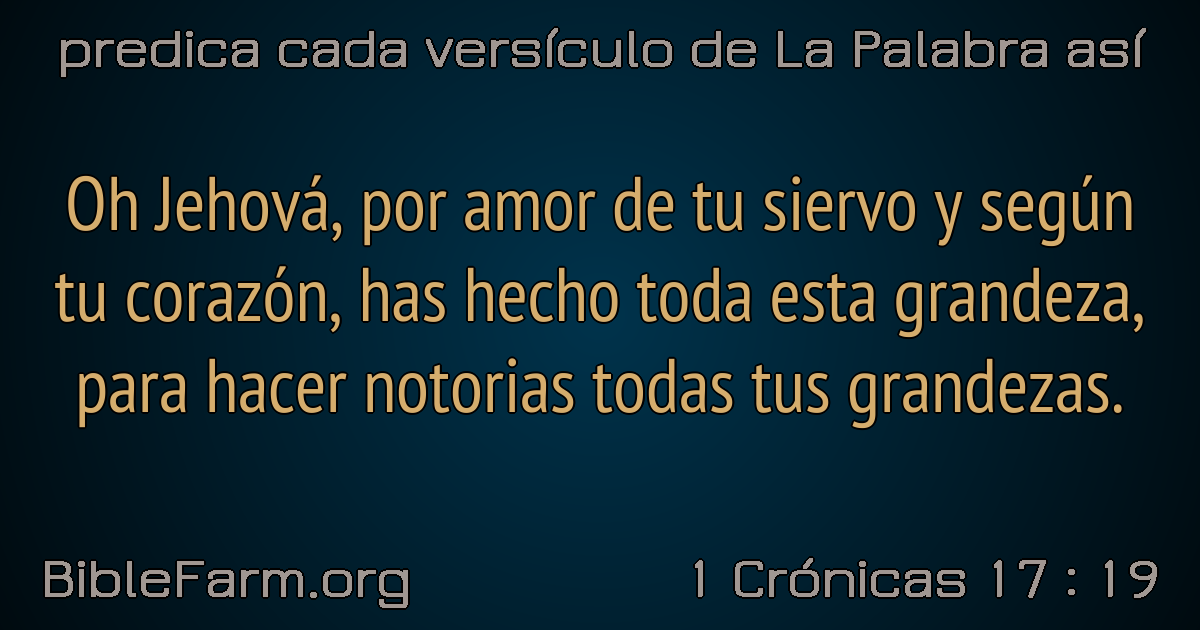 predica cada versículo de La Palabra así
Oh Jehová, por amor de tu siervo y según
tu corazón, has hecho toda esta grandeza,
para hacer notorias todas tus grandezas.
BibleFarm.org
1 Crónicas 17 : 19